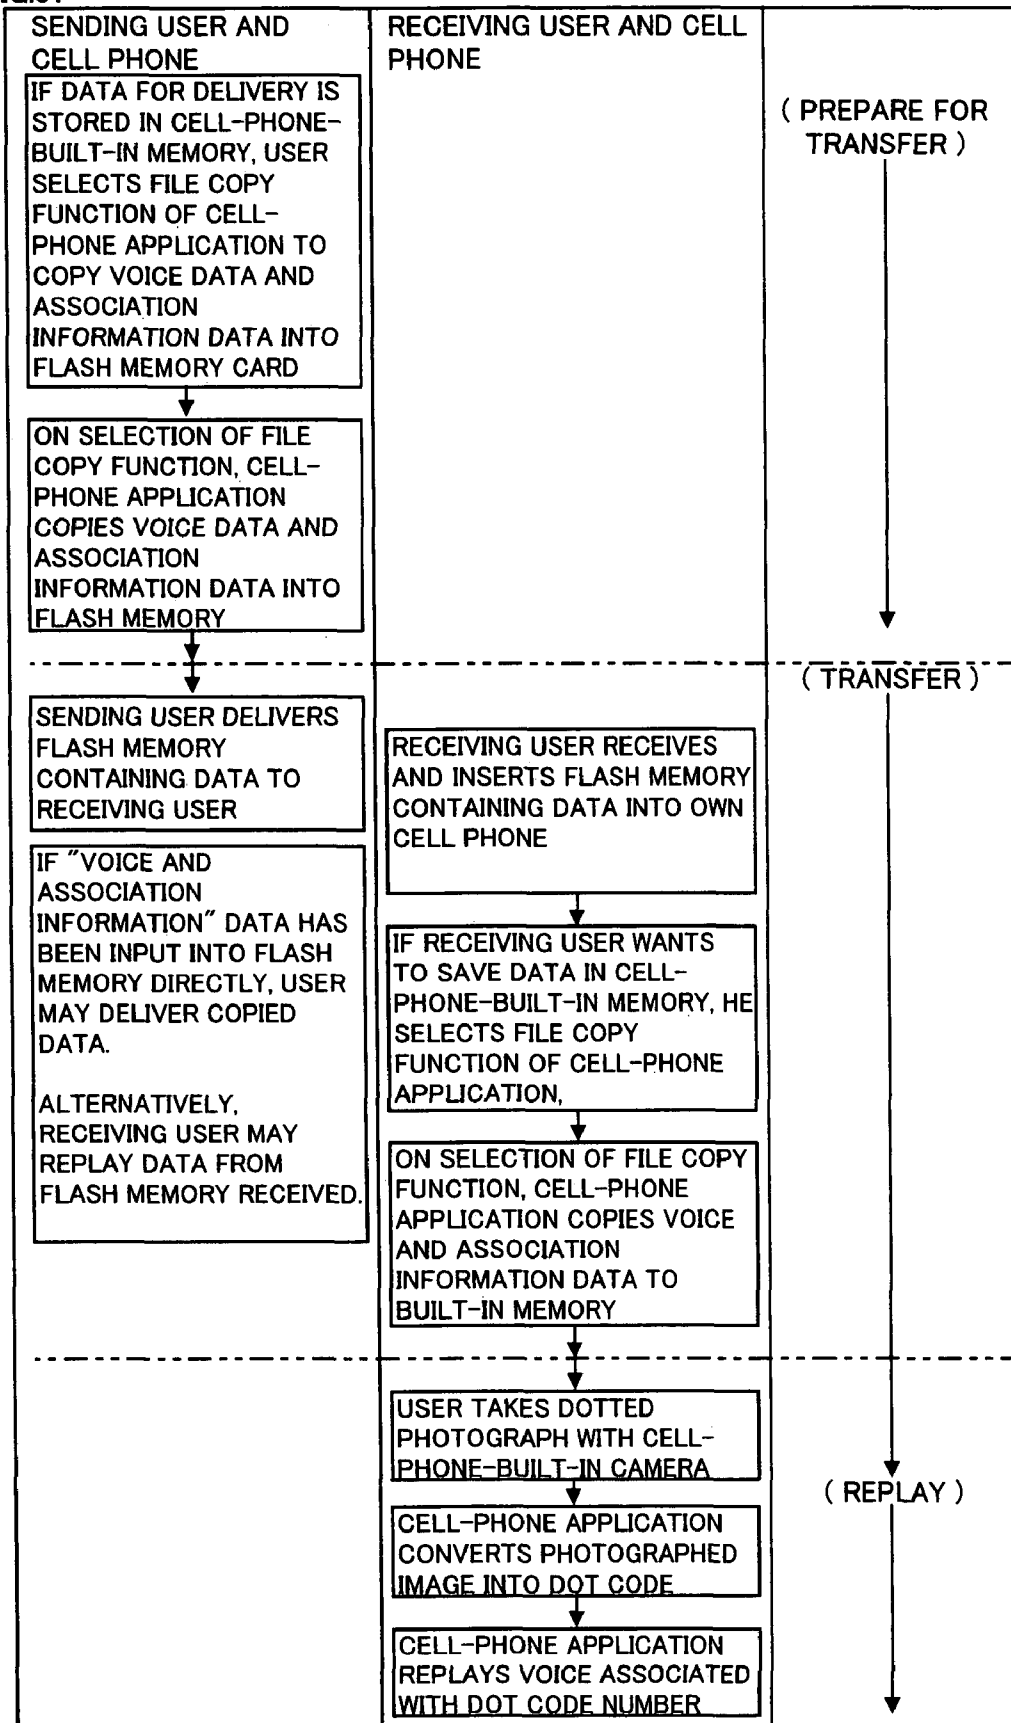 SENDING USER AND
CELL PHONE
IF DATA FOR DELIVERY IS
STORED IN CELL-PHONE-
BUILT-IN MEMORY, USER
SELECTS FILE COPY
FUNCTION OF CELL-
PHONE APPLICATION TO
COPY VOICE DATA AND
ASSOCIATION
INFORMATION DATA INTO
FLASH MEMORY CARD
ON SELECTION OF FILE
COPY FUNCTION, CELL-
PHONE APPLICATION
COPIES VOICE DATA AND
ASSOCIATION
INFORMATION DATA INTO
FLASH MEMORY
SENDING USER DELIVERS
FLASH MEMORY
CONTAINING DATA TO
RECEIVING USER
IF "VOICE AND
ASSOCIATION
INFORMATION" DATA HAS
BEEN INPUT INTO FLASH
MEMORY DIRECTLY, USER
MAY DELIVER COPIED
DATA.
ALTERNATIVELY,
RECEIVING USER MAY
REPLAY DATA FROM
FLASH MEMORY RECEIVED.
RECEIVING USER AND CELL
PHONE
RECEIVING USER RECEIVES
AND INSERTS FLASH MEMORY
CONTAINING DATA INTO OWN
CELL PHONE
IF RECEIVING USER WANTS
TO SAVE DATA IN CELL-
PHONE-BUILT-IN MEMORY, HE
SELECTS FILE COPY
FUNCTION OF CELL-PHONE
APPLICATION,
ON SELECTION OF FILE COPY
FUNCTION, CELL-PHONE
APPLICATION COPIES VOICE
AND ASSOCIATION
INFORMATION DATA TO
BUILT-IN MEMORY
USER TAKES DOTTED
PHOTOGRAPH WITH CELL-
PHONE-BUILT-IN CAMERA
CELL-PHONE APPLICATION
CONVERTS PHOTOGRAPHED
IMAGE INTO DOT CODE
CELL-PHONE APPLICATION
REPLAYS VOICE ASSOCIATED
WITH DOT CODE NUMBER
( PREPARE FOR
TRANSFER )
( TRANSFER )
( REPLAY )